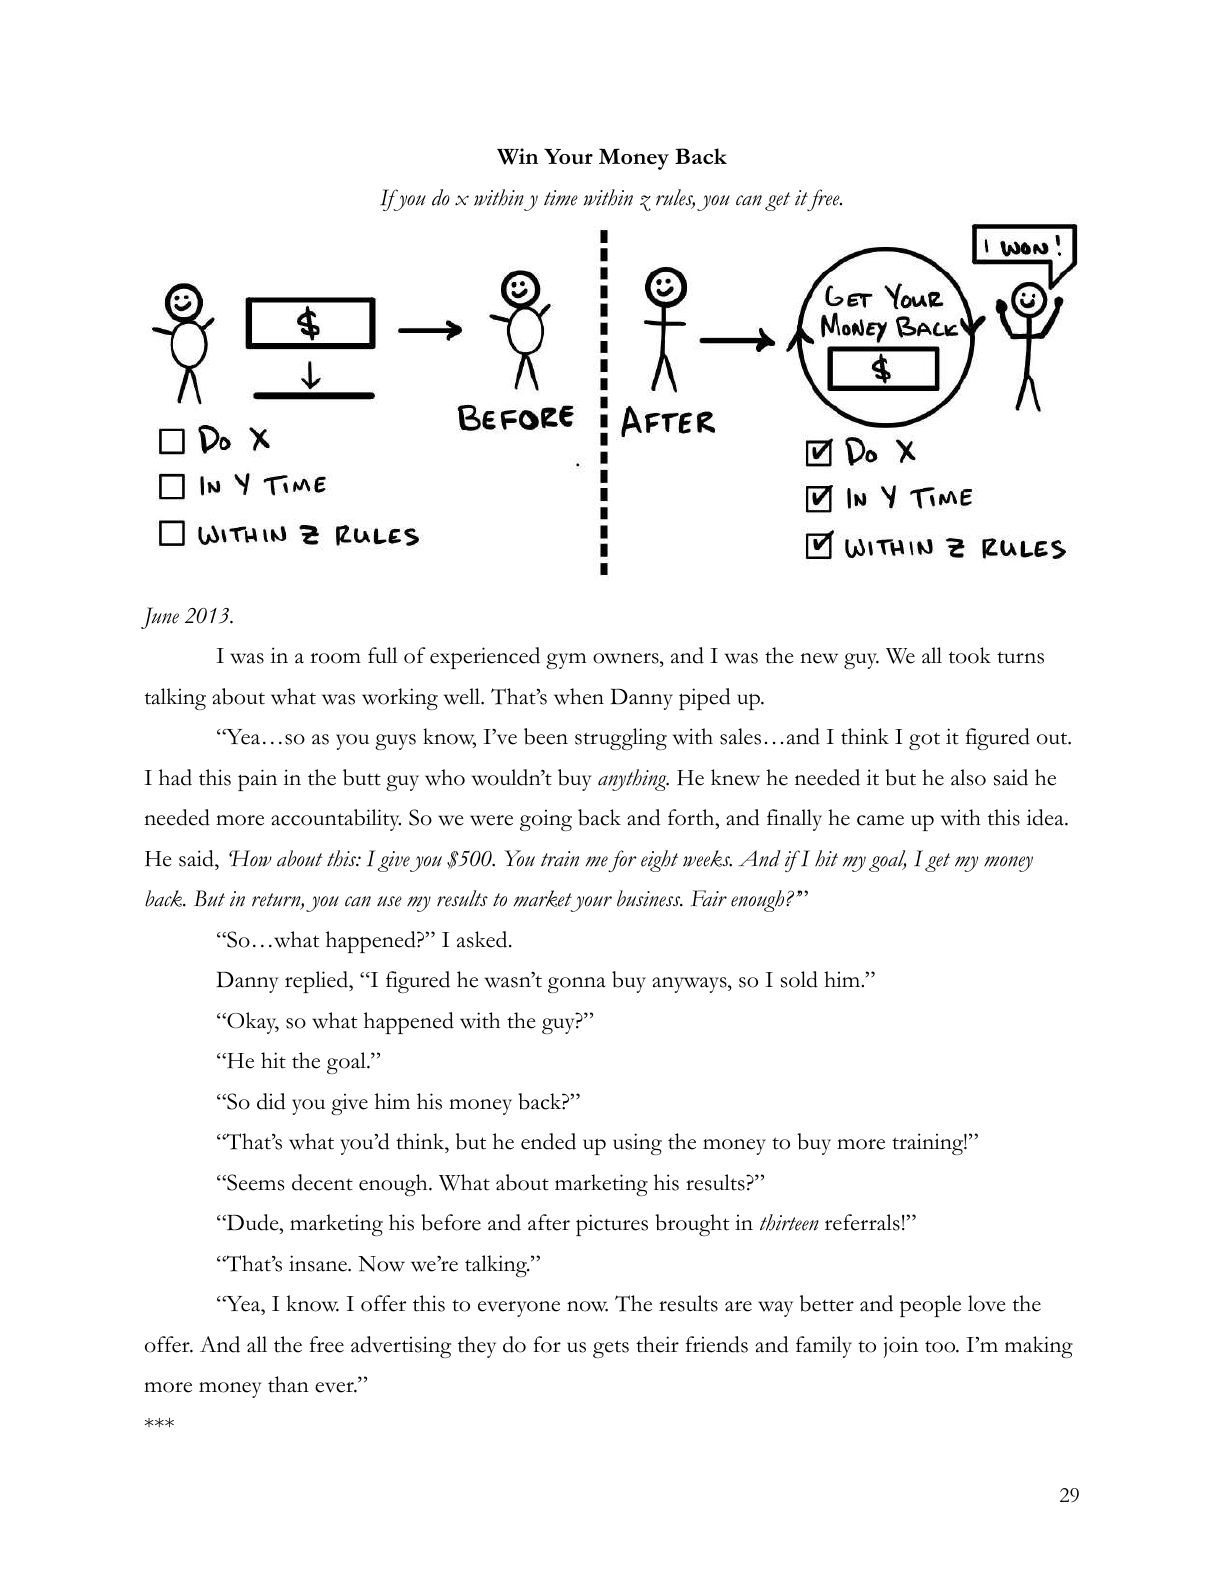 Win Your Money Back
If you do x within y time within z rules, you can get it free.
I WON!
GET YOUR
MONEY BACK
$
$
BEFORE
AFTER
DO X
IN Y TIME
WITHIN Z RULES
DO X
IN Y TIME
WITHIN Z RULES
June 2013.
I was in a room full of experienced gym owners, and I was the new guy. We all took turns
talking about what was working well. That’s when Danny piped up.
“Yea…so as you guys know, I’ve been struggling with sales…and I think I got it figured out.
I had this pain in the butt guy who wouldn’t buy anything. He knew he needed it but he also said he
needed more accountability. So we were going back and forth, and finally he came up with this idea.
He said, ‘How about this: I give you $500. You train me for eight weeks. And if I hit my goal, I get my money
back. But in return, you can use my results to market your business. Fair enough?’”
“So…what happened?” I asked.
Danny replied, “I figured he wasn’t gonna buy anyways, so I sold him.”
“Okay, so what happened with the guy?”
“He hit the goal.”
“So did you give him his money back?”
“That’s what you’d think, but he ended up using the money to buy more training!”
“Seems decent enough. What about marketing his results?”
“Dude, marketing his before and after pictures brought in thirteen referrals!”
“That’s insane. Now we’re talking.”
“Yea, I know. I offer this to everyone now. The results are way better and people love the
offer. And all the free advertising they do for us gets their friends and family to join too. I’m making
more money than ever.”
***
29